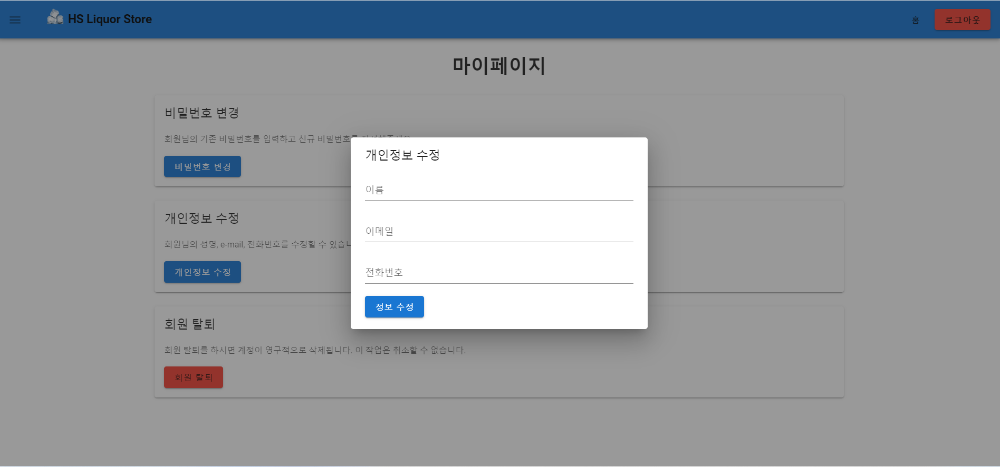 HS Liquor Store
홈
로그아웃
마이페이지
비밀번호 변경
회원님의 기존 비밀번호를 입력하고 신규 비밀번호
비밀번호 변경
개인정보 수정
회원님의 성명, e-mail, 전화번호를 수정할 수
개인정보 수정
회원 탈퇴
회원 탈퇴를 하시면 계정이 영구적으로 삭제됩니다. 이 작업은 취소할 수 없습니다.
회원 탈퇴
개인정보 수정
이름
이메일
전화번호
정보 수정